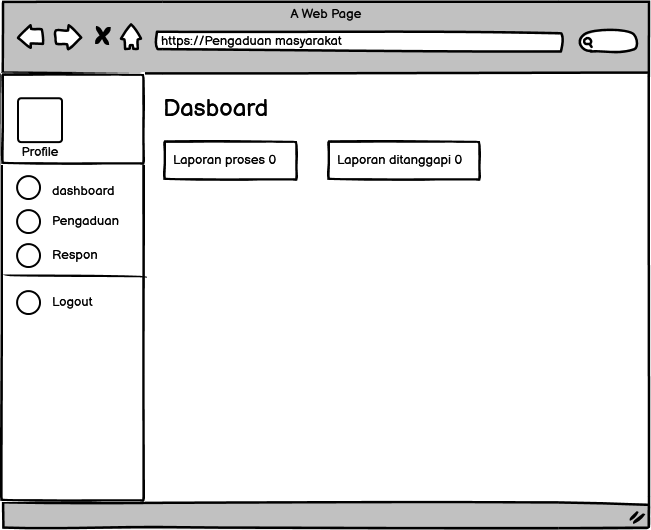 A Web Page
https://Pengaduan masyarakat
Profile
dashboard
Pengaduan
Respon
Logout
Dasboard
Laporan proses 0
Laporan ditanggapi 0